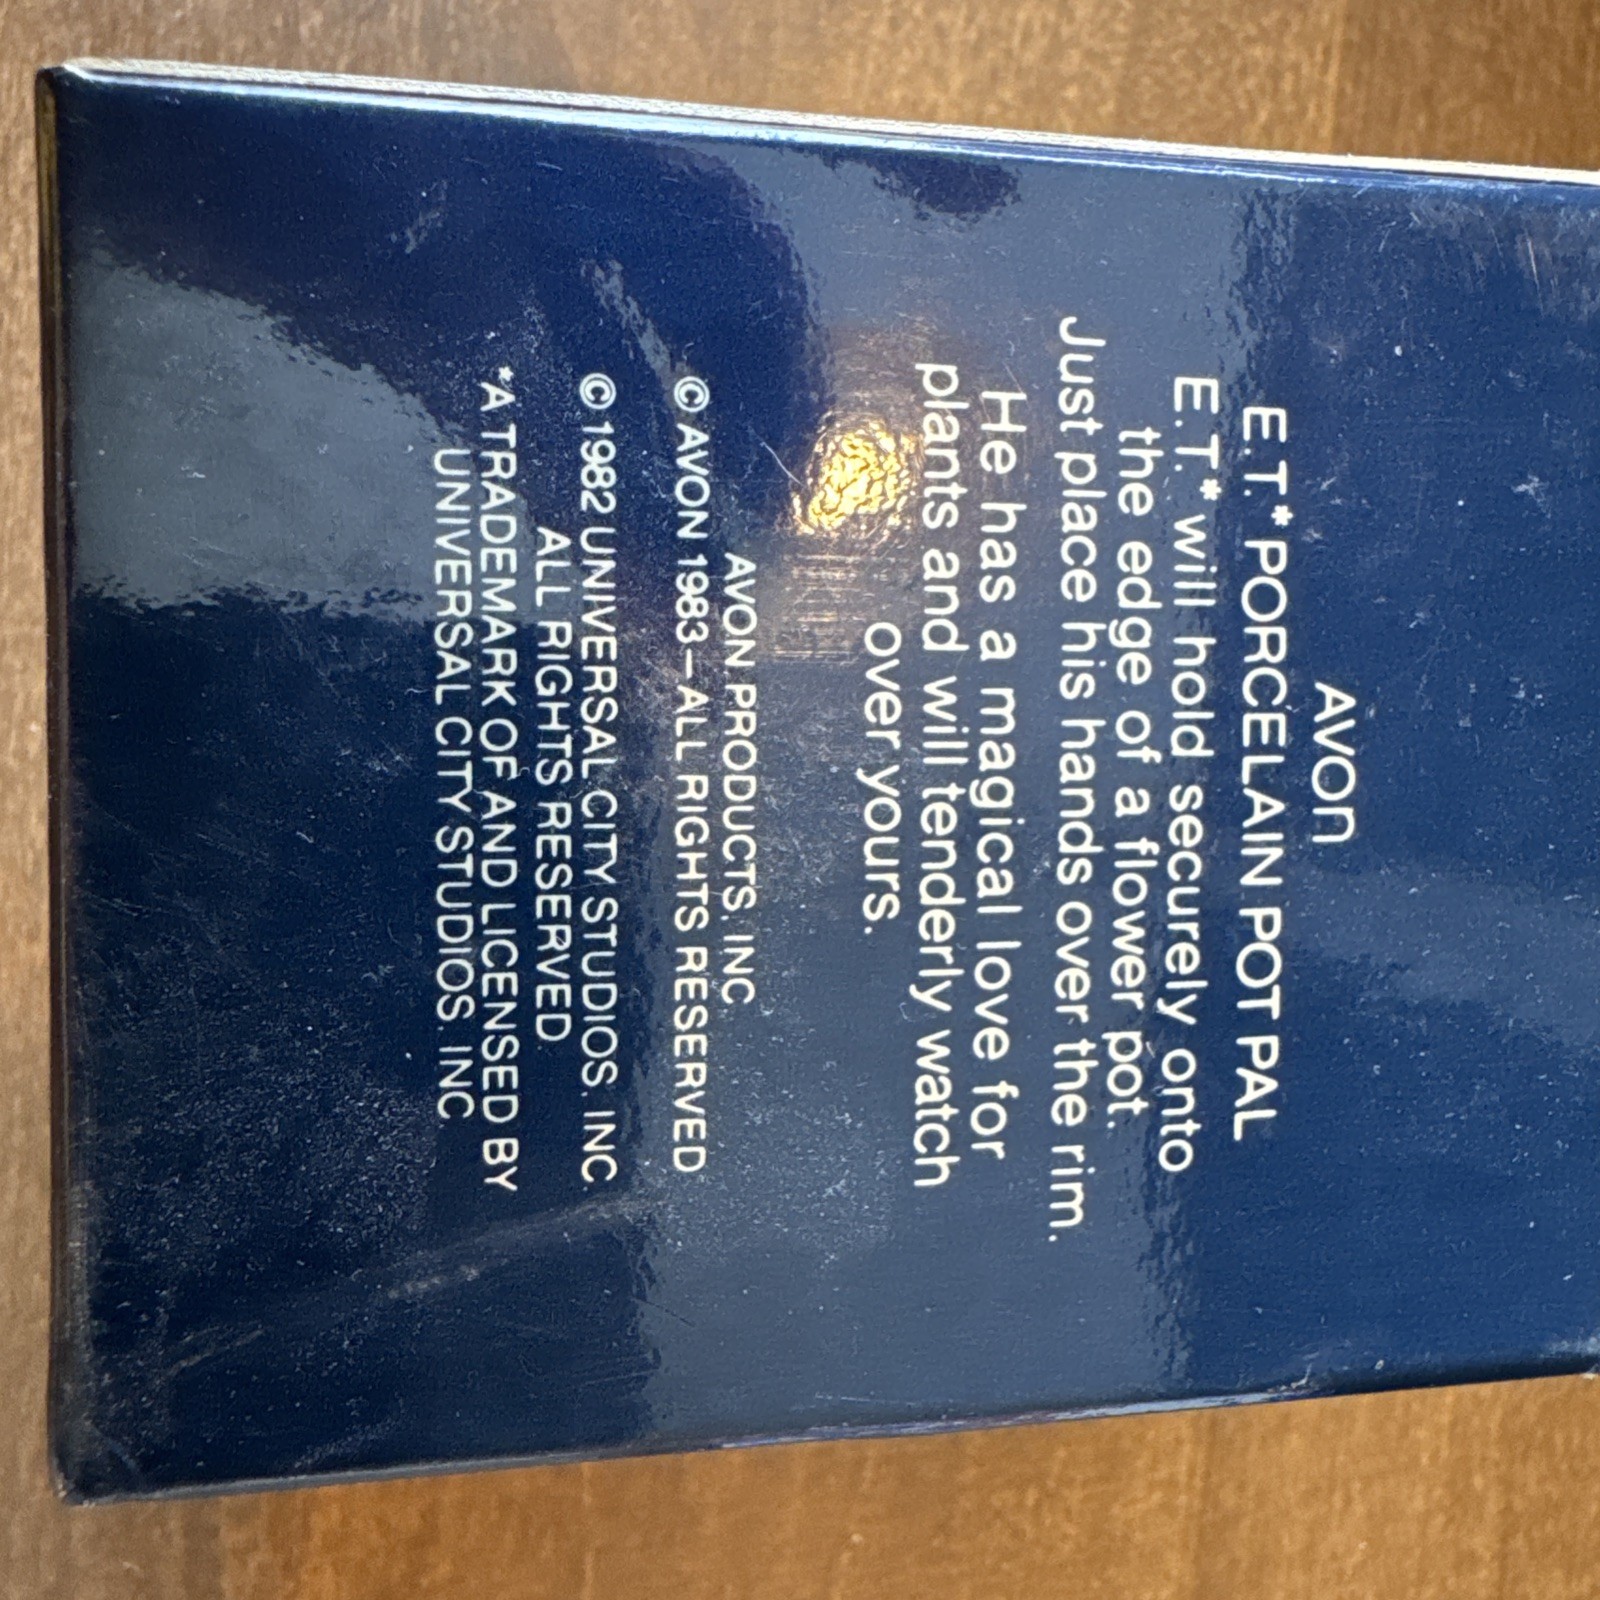 AVON
E.T.* PORCELAIN POT PAL
E.T.* will hold securely onto
the edge of a flower pot.
Just place his hands over the rim.
He has a magical love for
plants and will tenderly watch
over yours.
AVON PRODUCTS, INC
© AVON 1983—ALL RIGHTS RESERVED
© 1982 UNIVERSAL CITY STUDIOS, INC.
ALL RIGHTS RESERVED
*A TRADEMARK OF AND LICENSED BY
UNIVERSAL CITY STUDIOS, INC.